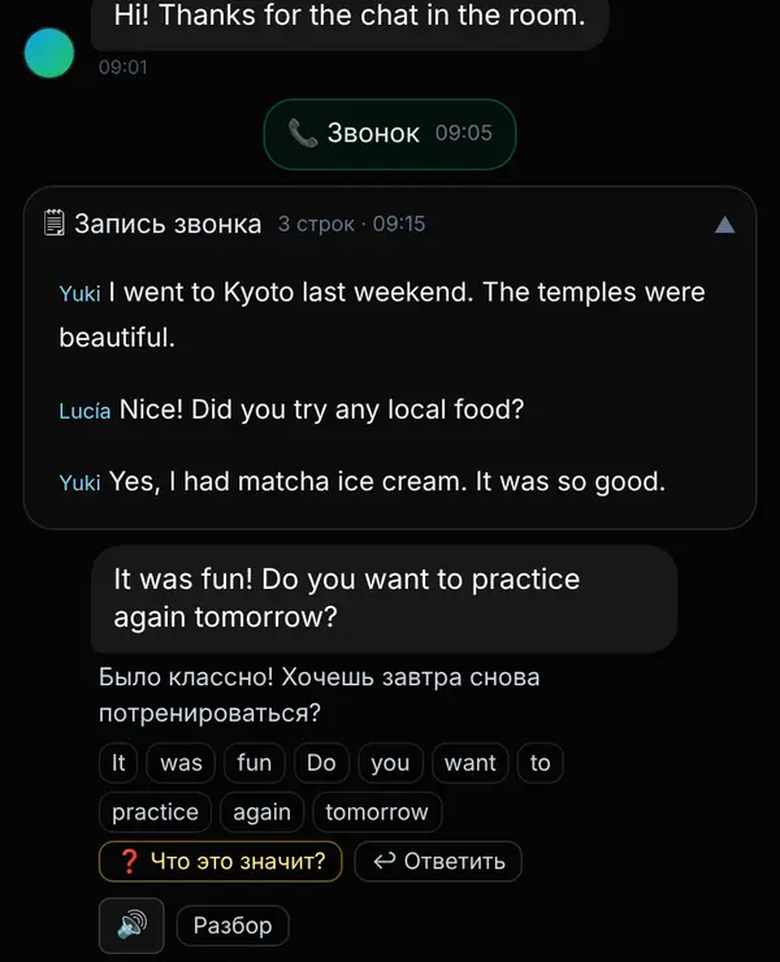 Hi! Thanks for the chat in the room.
09:01
Звонок 09:05
Запись звонка 3 строк · 09:15
Yuki I went to Kyoto last weekend. The temples were
beautiful.
Lucía Nice! Did you try any local food?
Yuki Yes, I had matcha ice cream. It was so good.
It was fun! Do you want to practice
again tomorrow?
Было классно! Хочешь завтра снова
потренироваться?
It was fun Do you want to
practice again tomorrow
❓ Что это значит? ↩ Ответить
Разбор